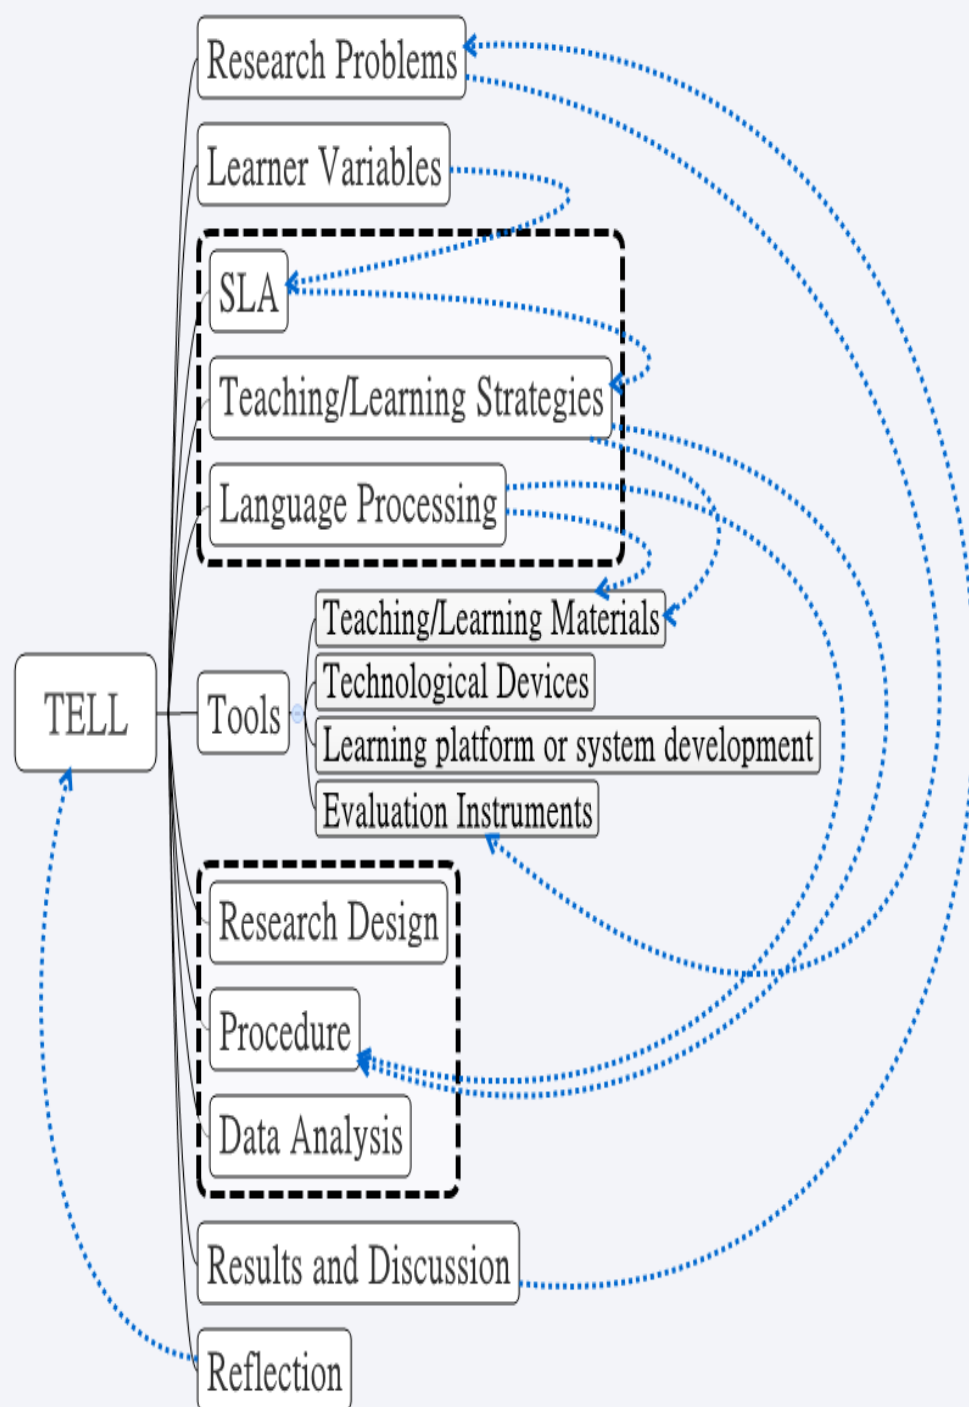 Research Problems
Learner Variables
SLA
Teaching/Learning Strategies
Language Processing
TELL
Tools
Teaching/Learning Materials
Technological Devices
Learning platform or system development
Evaluation Instruments
Research Design
Procedure
Data Analysis
Results and Discussion
Reflection